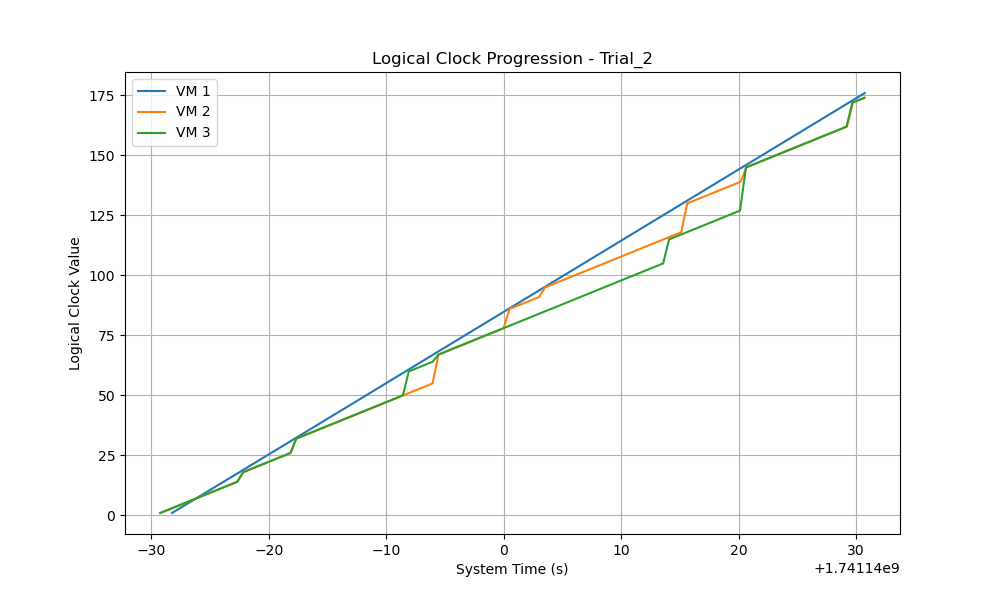 Logical Clock Progression - Trial_2
VM 1
VM 2
VM 3
175
150
125
100
75
50
25
0
Logical Clock Value
−30
−20
−10
0
10
20
30
System Time (s)
+1.74114e9